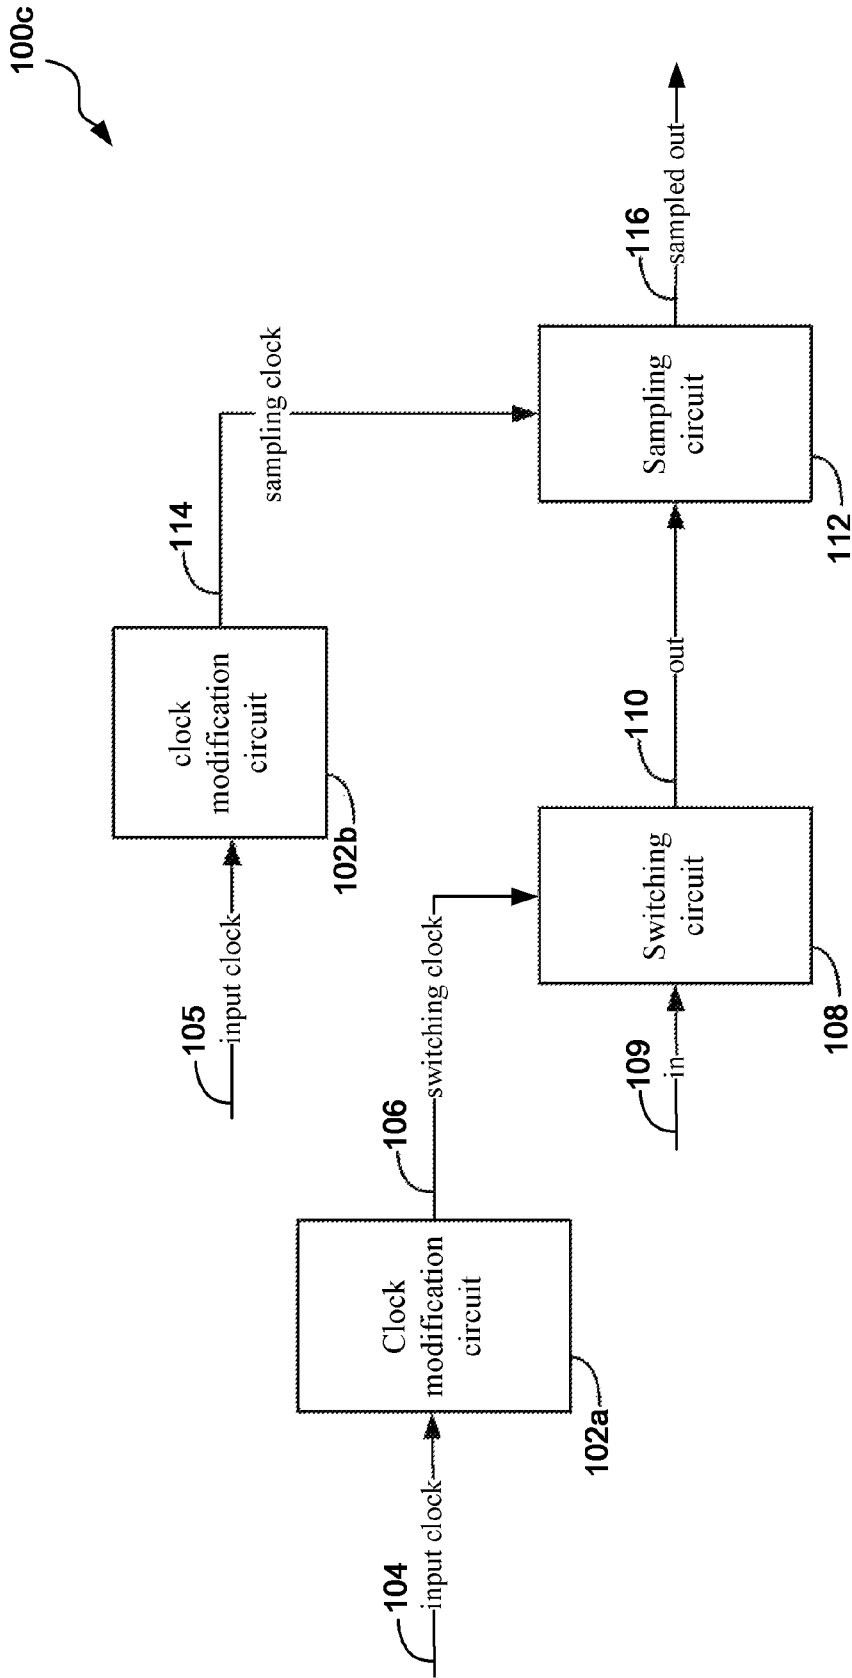 100c
105
input clock
clock
modification
circuit
102b
114
sampling clock
104
input clock
Clock
modification
circuit
102a
106
switching clock
109
in
Switching
circuit
108
110
out
Sampling
circuit
112
116
sampled out